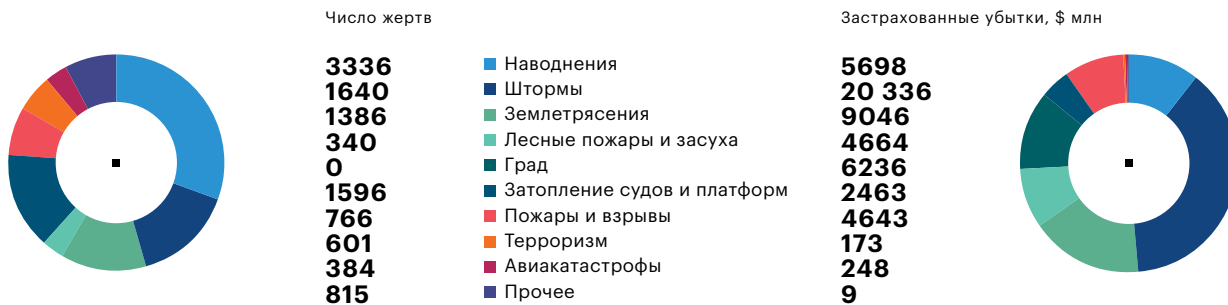 Число жертв
Застрахованные убытки, $ млн
3336 Наводнения 5698
1640 Штормы 20 336
1386 Землетрясения 9046
340 Лесные пожары и засуха 4664
0 Град 6236
1596 Затопление судов и платформ 2463
766 Пожары и взрывы 4643
601 Терроризм 173
384 Авиакатастрофы 248
815 Прочее 9